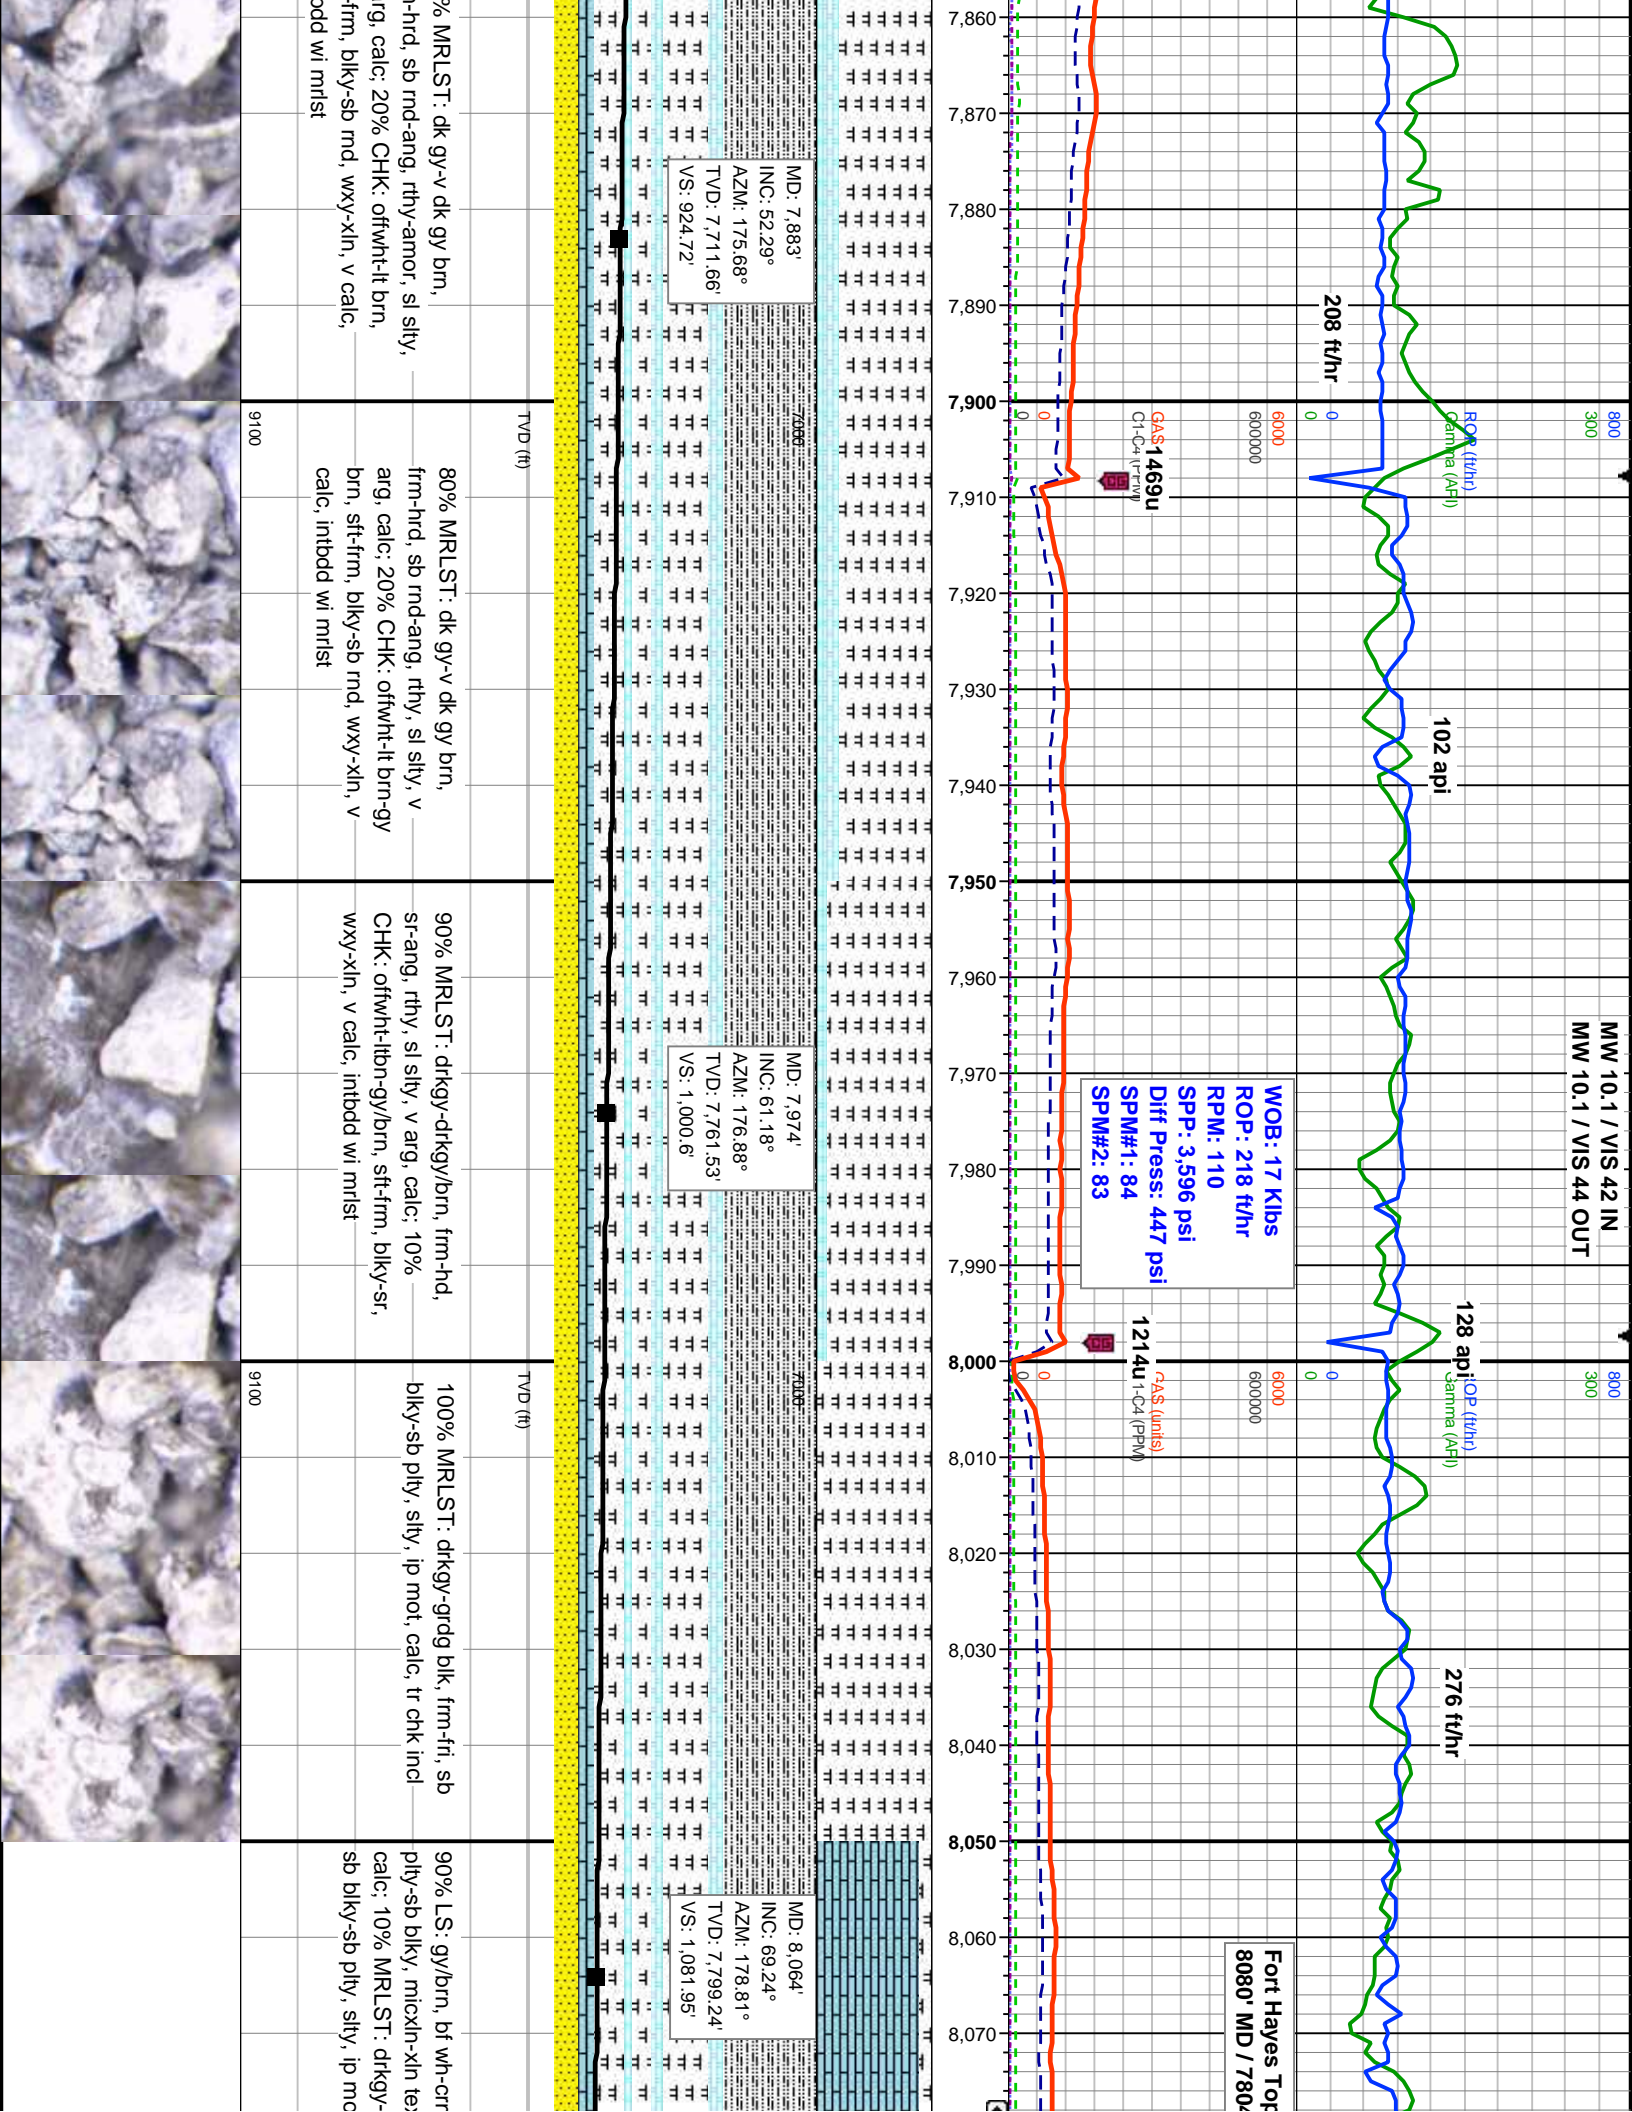 MW 10.1 / VIS 42 IN
MW 10.1 / VIS 44 OUT
800
300
ROP (ft/hr)
Gamma (API)
0
0
800
300
(ft/hr)
Gamma (API)
0
0
208 ft/hr
102 api
128 api
276 ft/hr
WOB: 17 Klbs
ROP: 218 ft/hr
RPM: 110
SPP: 3,596 psi
Diff Press: 447 psi
SPM#1: 84
SPM#2: 83
Fort Hayes Top
8080' MD / 7804
6000
60000
GAS
C1-C4
1469u
0
0
6000
60000
GAS (units)
1-C4 (PPM)
1214u
0
0
7,860
7,870
7,880
7,890
7,900
7,910
7,920
7,930
7,940
7,950
7,960
7,970
7,980
7,990
8,000
8,010
8,020
8,030
8,040
8,050
8,060
8,070
7000
7000
MD: 7,883'
INC: 52.29°
AZM: 175.68°
TVD: 7,711.66'
VS: 924.72'
MD: 7,974'
INC: 61.18°
AZM: 176.88°
TVD: 7,761.53'
VS: 1,000.6'
MD: 8,064'
INC: 69.24°
AZM: 178.81°
TVD: 7,799.24'
VS: 1,081.95'
TVD (ft)
9100
TVD (ft)
9100
% MRLST: dk gy-v dk gy brn,
-hrd, sb rnd-ang, rthy-amor, sl slty,
rg, calc; 20% CHK: offwht-lt brn,
-frm, blky-sb rnd, wxy-xln, v calc,
dd wi mrlst
80% MRLST: dk gy-v dk gy brn,
frm-hrd, sb rnd-ang, rthy, sl slty, v
arg, calc; 20% CHK: offwht-lt brn-gy
brn, sft-frm, blky-sb rnd, wxy-xln, v
calc, intbdd wi mrlst
90% MRLST: drkgy-drkgy/brn, frm-hd,
sr-ang, rthy, sl slty, v arg, calc; 10%
CHK: offwht-ltbn-gy/brn, sft-frm, blky-sr,
wxy-xln, v calc, intbdd wi mrlst
100% MRLST: drkgy-grdg blk, frm-fri, sb
blky-sb plty, slty, ip mot, calc, tr chk incl
90% LS: gy/brn, bf wh-crm
plty-sb blky, micxln-xln tex
calc; 10% MRLST: drkgy-
sb blky-sb plty, slty, ip mo